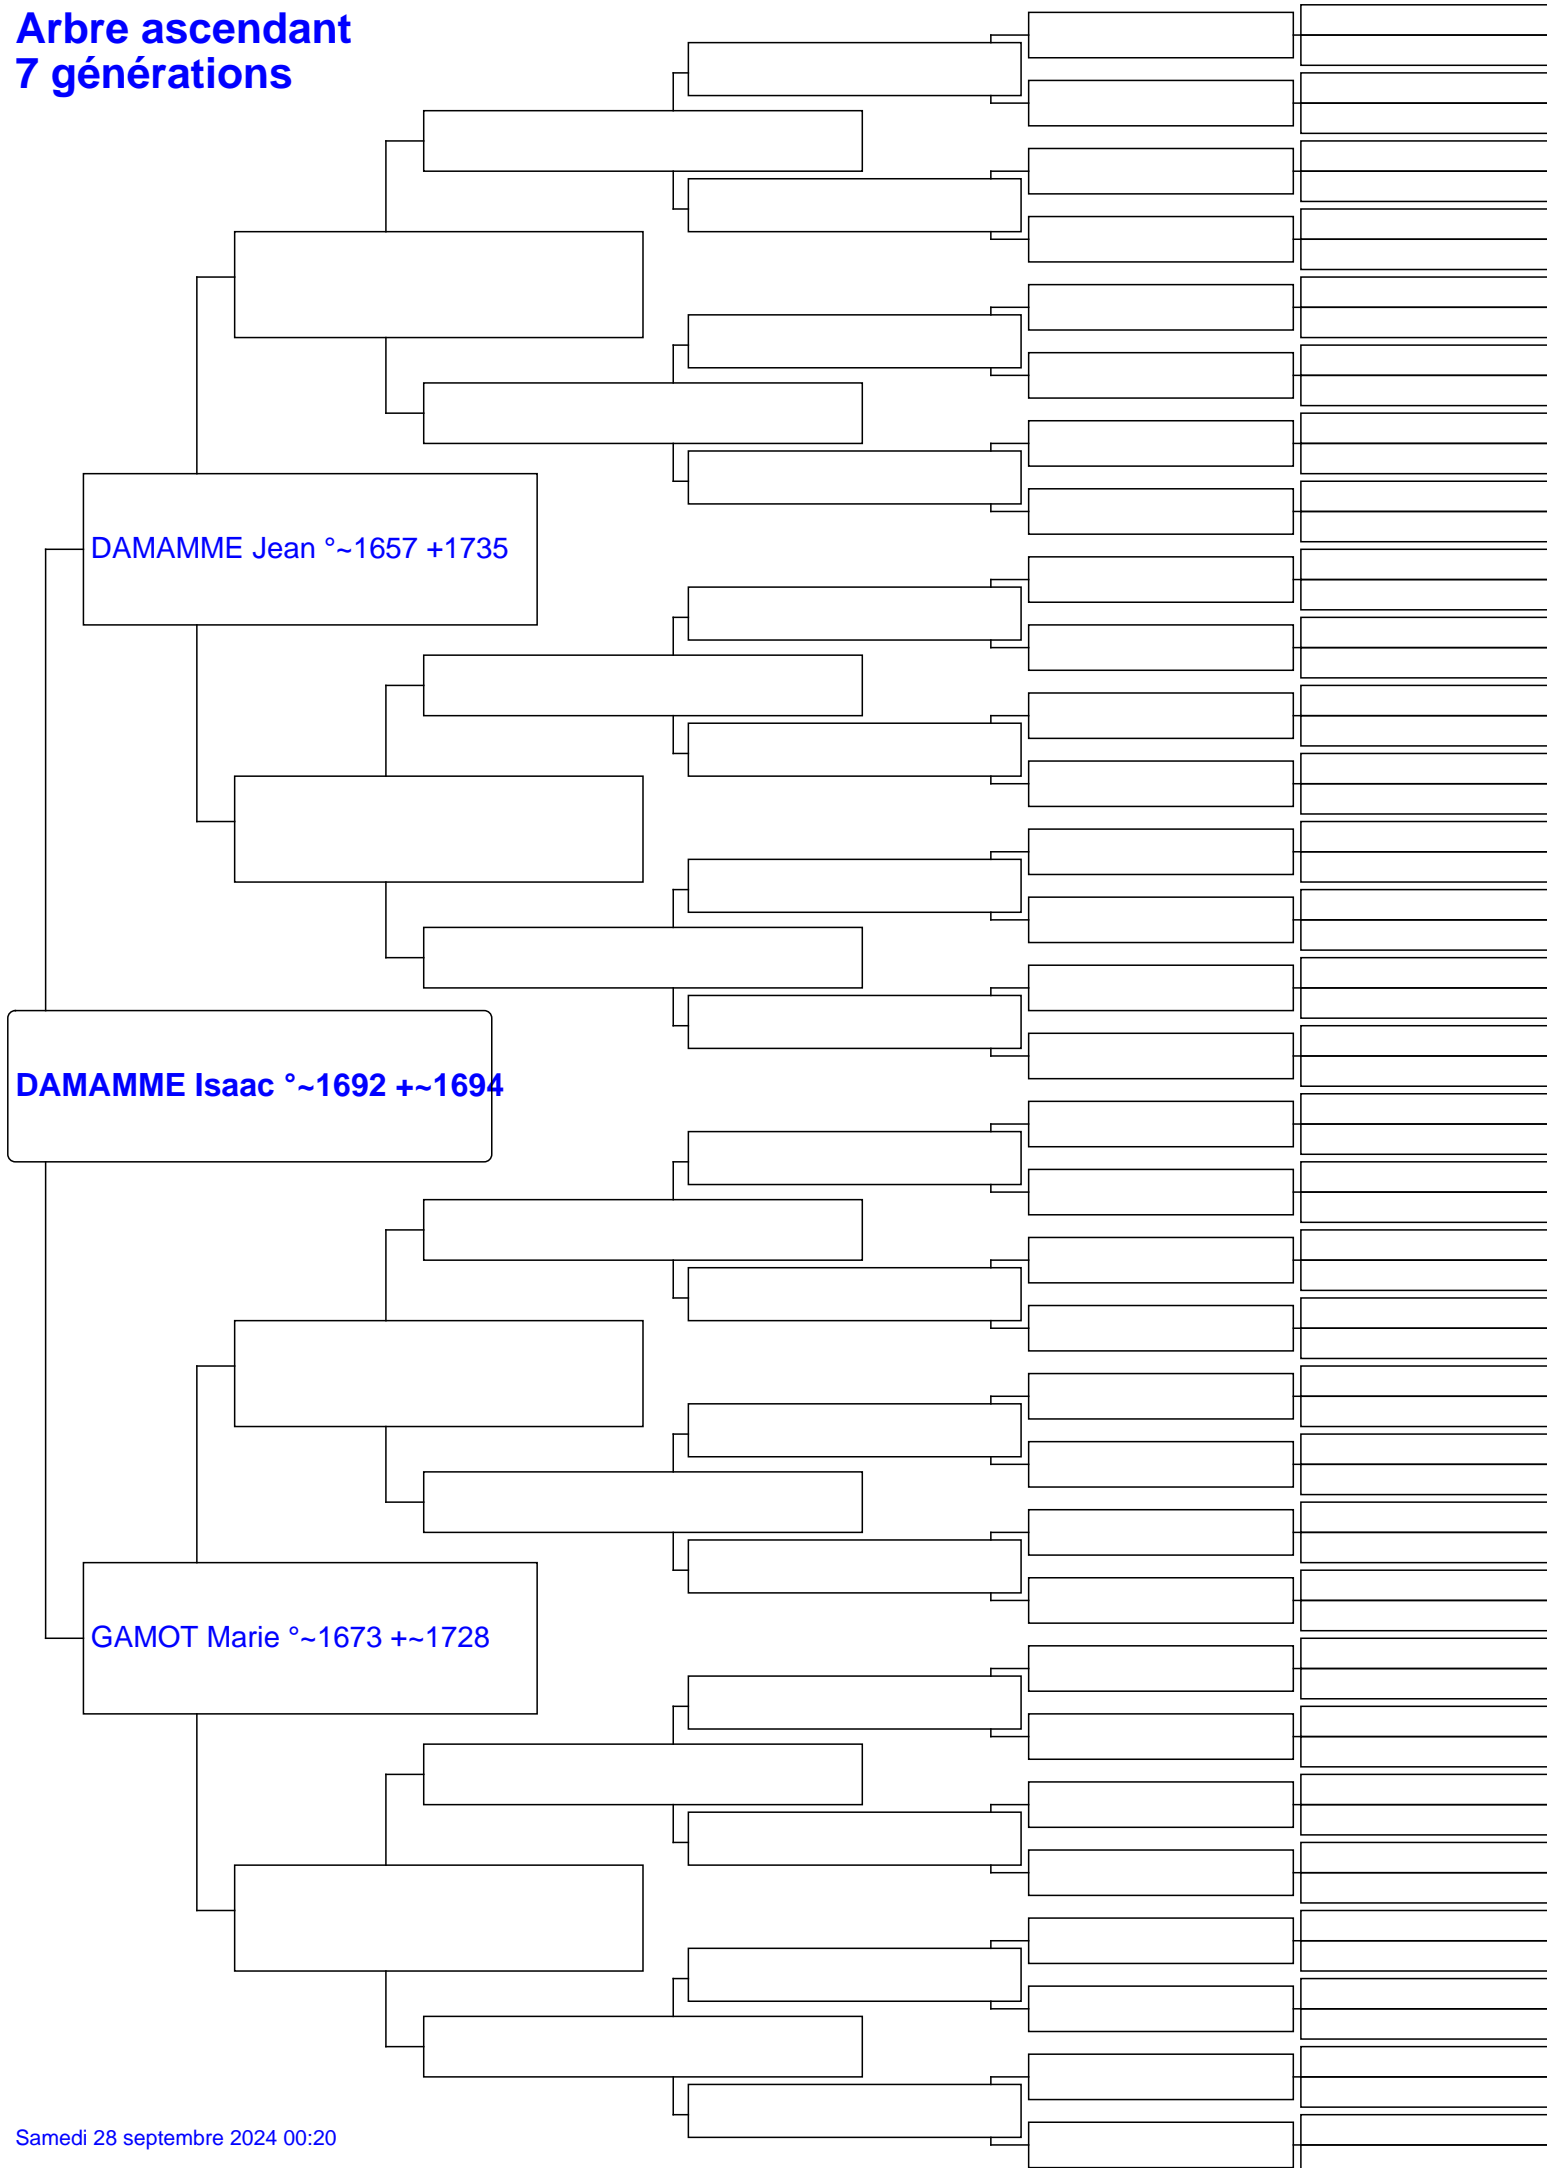 Arbre ascendant
7 générations
DAMAMME Jean °~1657 +1735
DAMAMME Isaac °~1692 +~1694
GAMOT Marie °~1673 +~1728
Samedi 28 septembre 2024 00:20